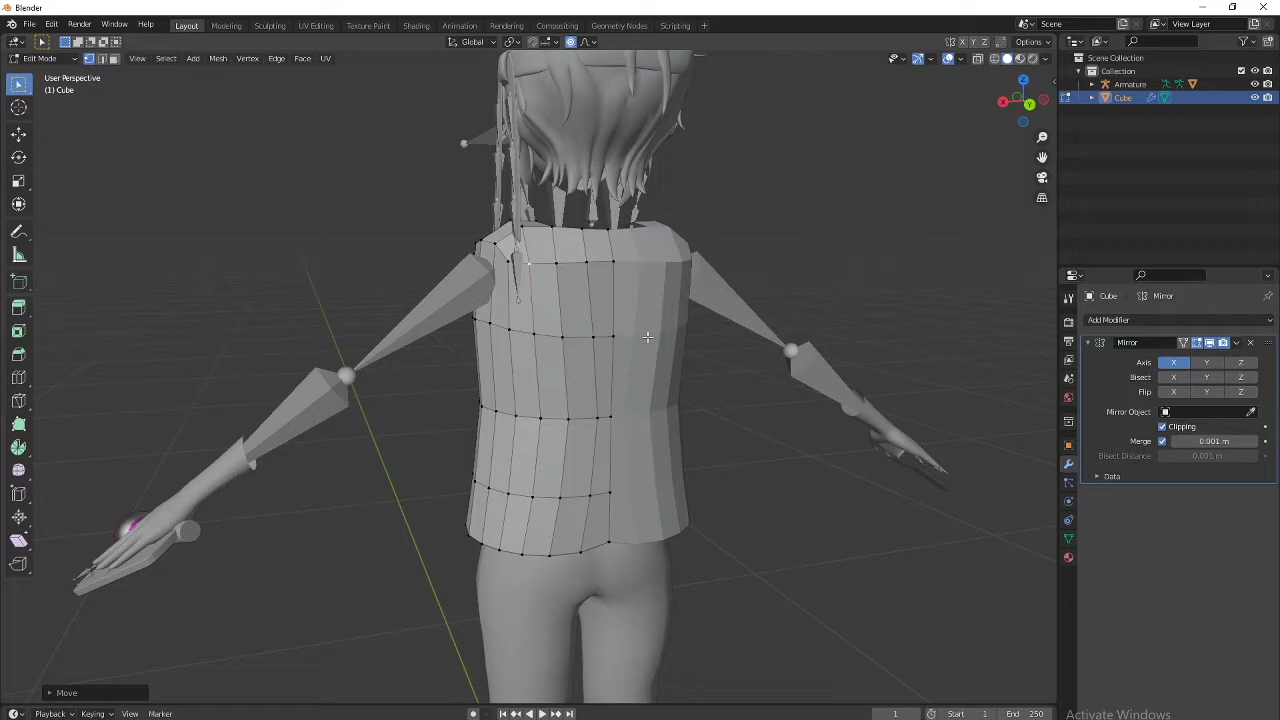 Blender
File Edit Render Window Help Layout Modeling Sculpting UV Editing Texture Paint Shading Animation Rendering Compositing Geometry Nodes Scripting + Scene View Layer
Global X Y Z Options
Edit Mode View Select Add Mesh Vertex Edge Face UV
User Perspective
(1) Cube
Scene Collection
Collection
Armature
Cube
Z
X
Y
Cube Mirror
Add Modifier
Mirror
Axis X Y Z
Bisect X Y Z
Flip X Y Z
Mirror Object
Clipping
Merge 0.001 m
Bisect Distance 0.001 m
Data
Move
Playback Keying View Marker 1 Start 1 End 250
Activate Windows